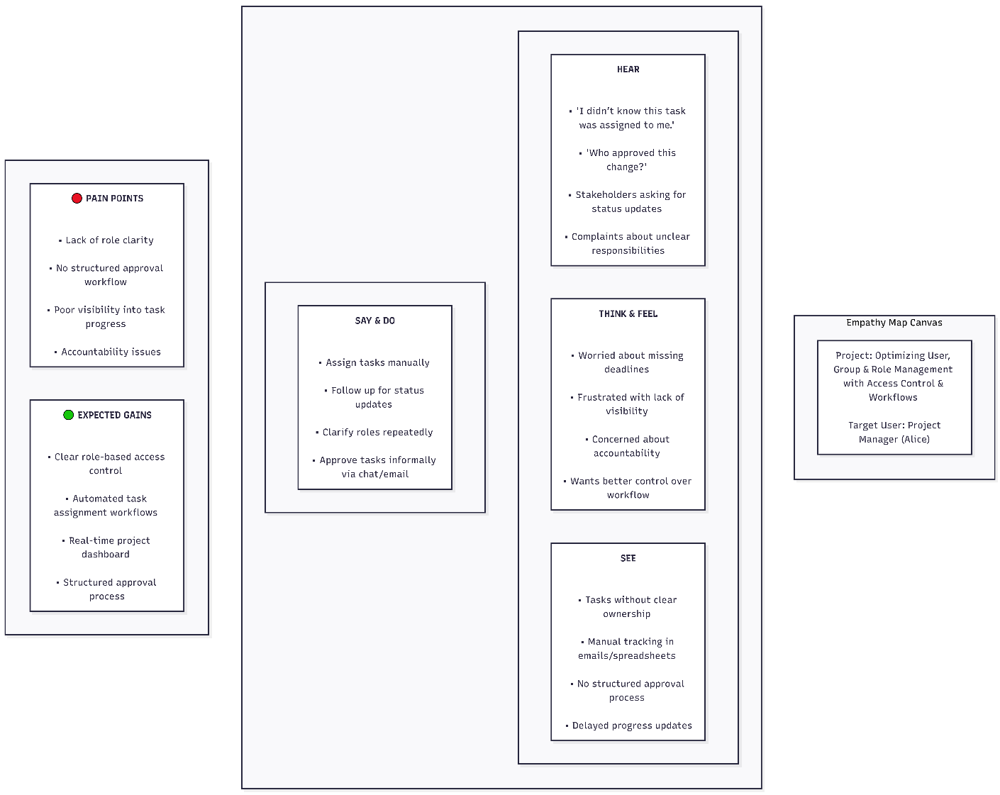 🔴 PAIN POINTS
▪ Lack of role clarity
▪ No structured approval
workflow
▪ Poor visibility into task
progress
▪ Accountability issues
🟢 EXPECTED GAINS
▪ Clear role-based access
control
▪ Automated task
assignment workflows
▪ Real-time project
dashboard
▪ Structured approval
process
SAY & DO
▪ Assign tasks manually
▪ Follow up for status
updates
▪ Clarify roles repeatedly
▪ Approve tasks informally
via chat/email
HEAR
▪ 'I didn’t know this task
was assigned to me.'
▪ 'Who approved this
change?'
▪ Stakeholders asking for
status updates
▪ Complaints about unclear
responsibilities
THINK & FEEL
▪ Worried about missing
deadlines
▪ Frustrated with lack of
visibility
▪ Concerned about
accountability
▪ Wants better control over
workflow
SEE
▪ Tasks without clear
ownership
▪ Manual tracking in
emails/spreadsheets
▪ No structured approval
process
▪ Delayed progress updates
Empathy Map Canvas
Project: Optimizing User,
Group & Role Management
with Access Control &
Workflows
Target User: Project
Manager (Alice)